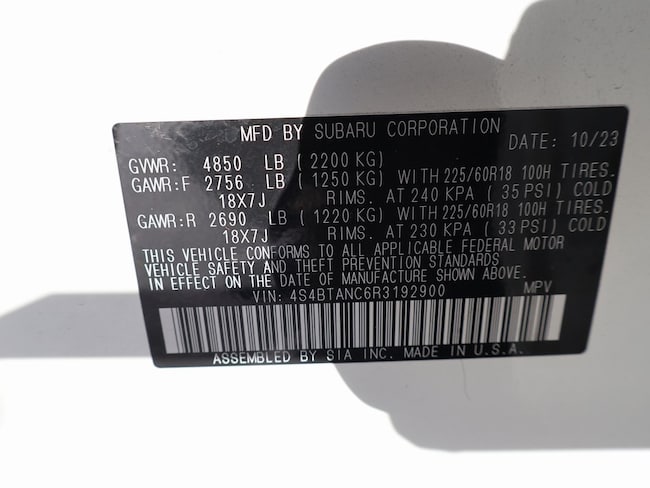 MFD BY SUBARU CORPORATION DATE: 10/23
GVWR: 4850 LB (2200 KG)
GAWR:F 2756 LB (1250 KG) WITH 225/60R18 100H TIRES.
18X7J RIMS. AT 240 KPA (35 PSI) COLD
GAWR:R 2690 LB (1220 KG) WITH 225/60R18 100H TIRES.
18X7J RIMS. AT 230 KPA (33 PSI) COLD
THIS VEHICLE CONFORMS TO ALL APPLICABLE FEDERAL MOTOR
VEHICLE SAFETY AND THEFT PREVENTION STANDARDS
IN EFFECT ON THE DATE OF MANUFACTURE SHOWN ABOVE.
VIN: 4S4BTANC6R3192900 MPV
ASSEMBLED BY SIA INC. MADE IN U.S.A.